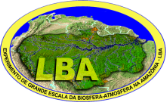 EXPERIMENTO DE GRANDE ESCALA DA BIOSFERA-ATMOSFERA NA AMAZÔNIA - LBA
LBA